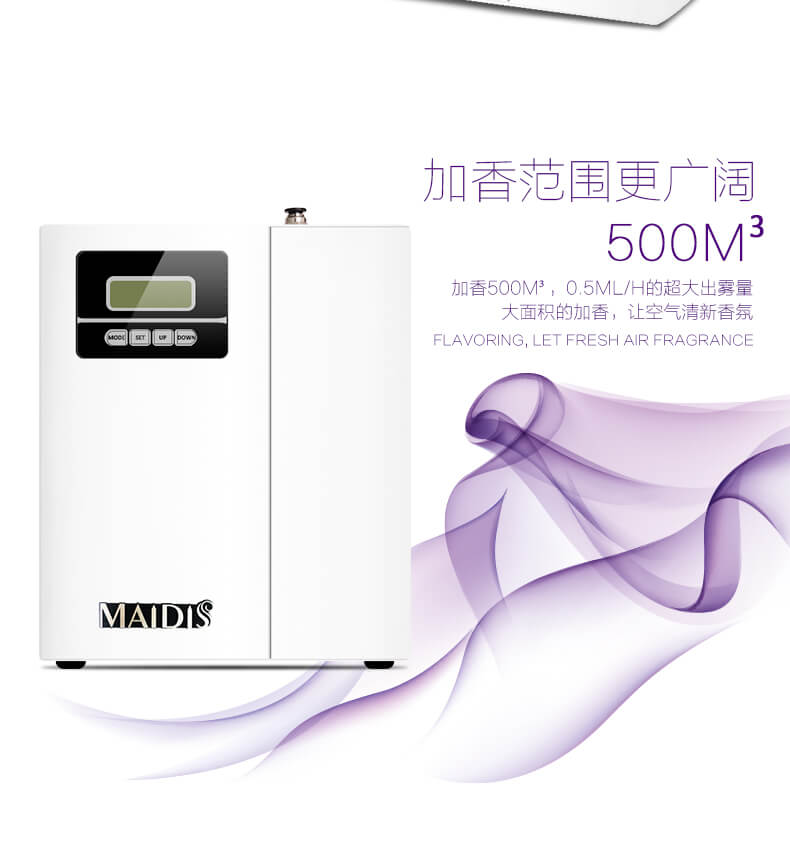 加香范围更广阔
500M³
加香500M³，0.5ML/H的超大出雾量
大面积的加香，让空气清新香氛
FLAVORING, LET FRESH AIR FRAGRANCE
MODE SET UP DOWN
MAIDIS